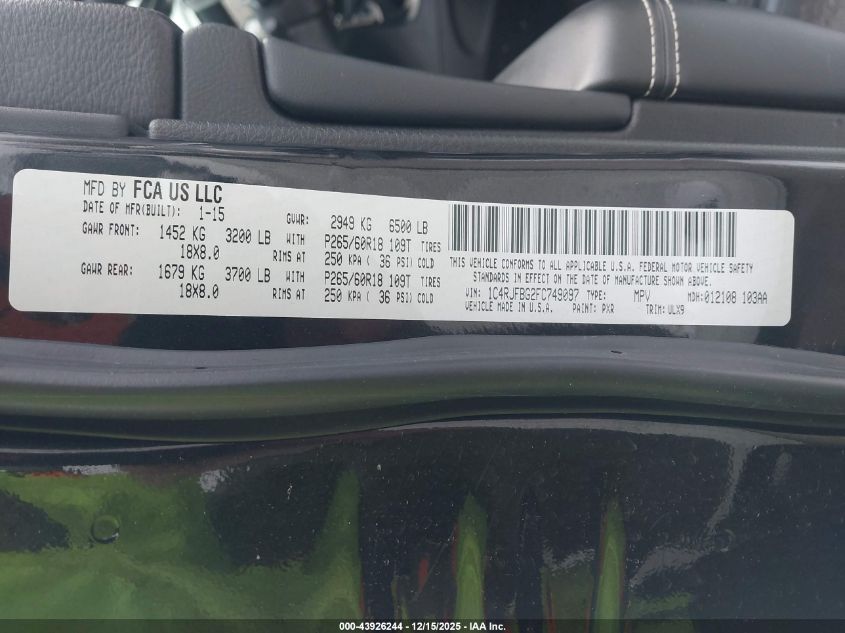 MFD BY FCA US LLC
DATE OF MFR(BUILT): 1-15 GVWR: 2949 KG 6500 LB
GAWR FRONT: 1452 KG 3200 LB WITH P265/60R18 109T TIRES
18X8.0 RIMS AT 250 KPA ( 36 PSI) COLD
GAWR REAR: 1679 KG 3700 LB WITH P265/60R18 109T TIRES
18X8.0 RIMS AT 250 KPA ( 36 PSI) COLD
THIS VEHICLE CONFORMS TO ALL APPLICABLE U.S.A. FEDERAL MOTOR VEHICLE SAFETY
STANDARDS IN EFFECT ON THE DATE OF MANUFACTURE SHOWN ABOVE.
VIN: 1C4RJFBG2FC749097 TYPE: MPV MDH:012108 103AA
VEHICLE MADE IN U.S.A. PAINT: PXR TRIM: ULX9
000-43926244 - 12/15/2025 - IAA Inc.